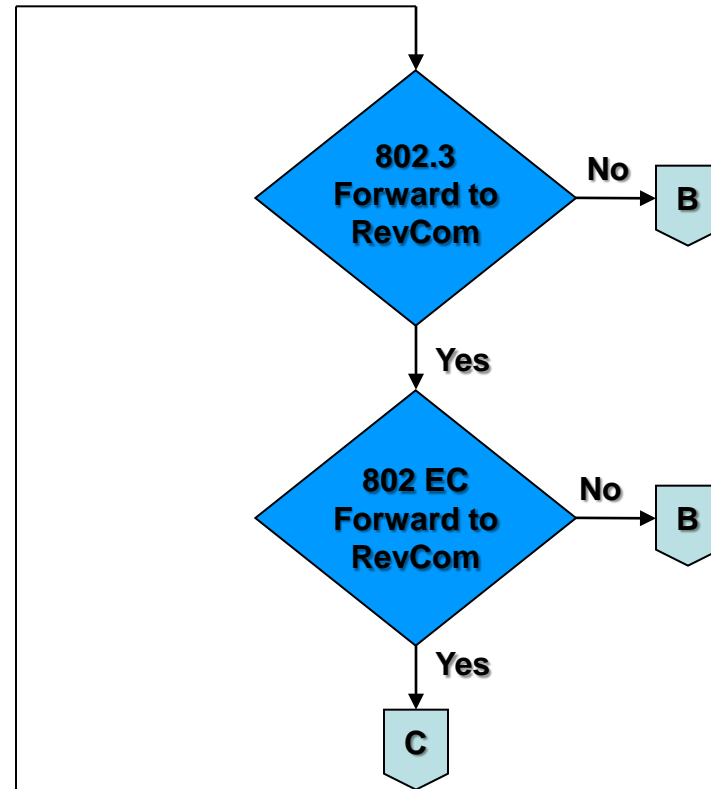 802.3
Forward to
RevCom
No
B
Yes
802 EC
Forward to
RevCom
No
B
Yes
C